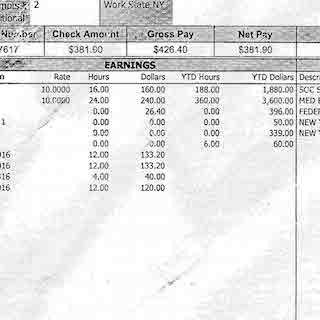 2 Work State:NY
Number Check Amount Gross Pay Net Pay
7617 $381.90 $426.40 $381.90
EARNINGS
Rate Hours Dollars YTD Hours YTD Dollars Descri
10.0000 16.00 160.00 188.00 1,880.00 SOC S
10.0000 24.00 240.00 360.00 3,600.00 MED E
0.00 26.40 0.00 396.00 FEDER
1 0.00 0.00 0.00 50.00 NEW Y
0.00 0.00 0.00 339.00 NEW Y
0.00 0.00 6.00 60.00
016 12.00 133.20
016 12.00 133.20
016 4.00 40.00
016 12.00 120.00